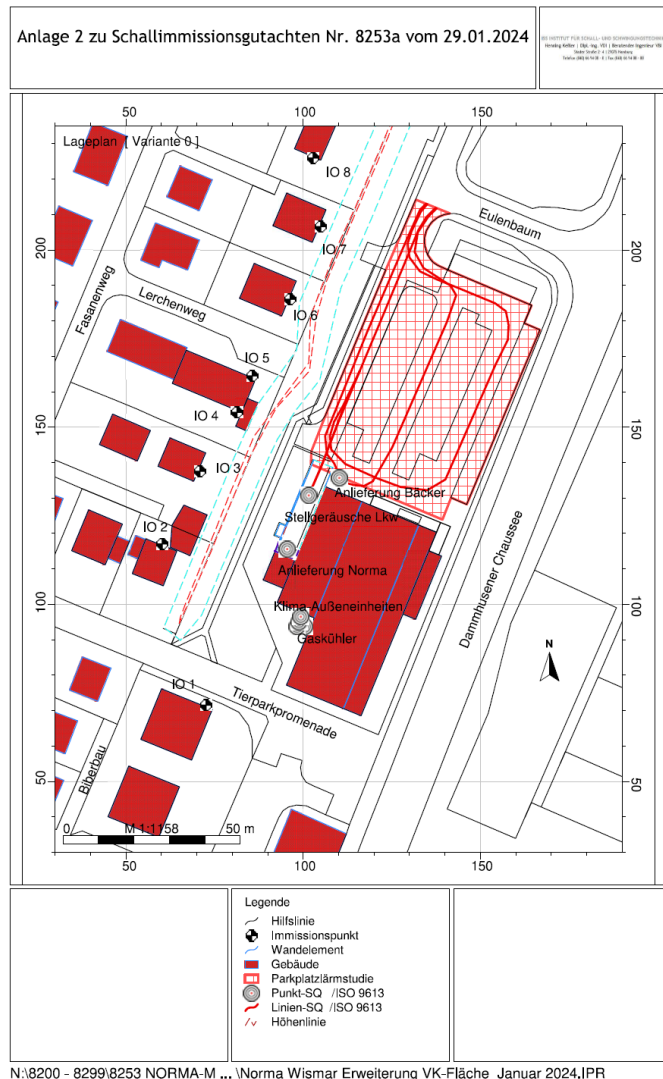 Anlage 2 zu Schallimmissionsgutachten Nr. 8253a vom 29.01.2024
50 100 150
Lageplan [ Variante 0 ]
IO 8
Eulenbaum
IO 7
200 200
Fasanenweg
Lerchenweg
IO 6
IO 5
IO 4
150 150
IO 3
Anlieferung Bäcker
Stellgeräusche Lkw
IO 2
Anlieferung Norma
Dammhusener Chaussee
100 100
Klima-Außeneinheiten
Gaskühler
N
IO 1
Tierparkpromenade
Biberbau
50 50
0 M 1:1158 50 m
50 100 150
Legende
Hilfslinie
Immissionspunkt
Wandelement
Gebäude
Parkplatzlärmstudie
Punkt-SQ /ISO 9613
Linien-SQ /ISO 9613
Höhenlinie
N:\8200 - 8299\8253 NORMA-M ... \Norma Wismar Erweiterung VK-Fläche Januar 2024.IPR